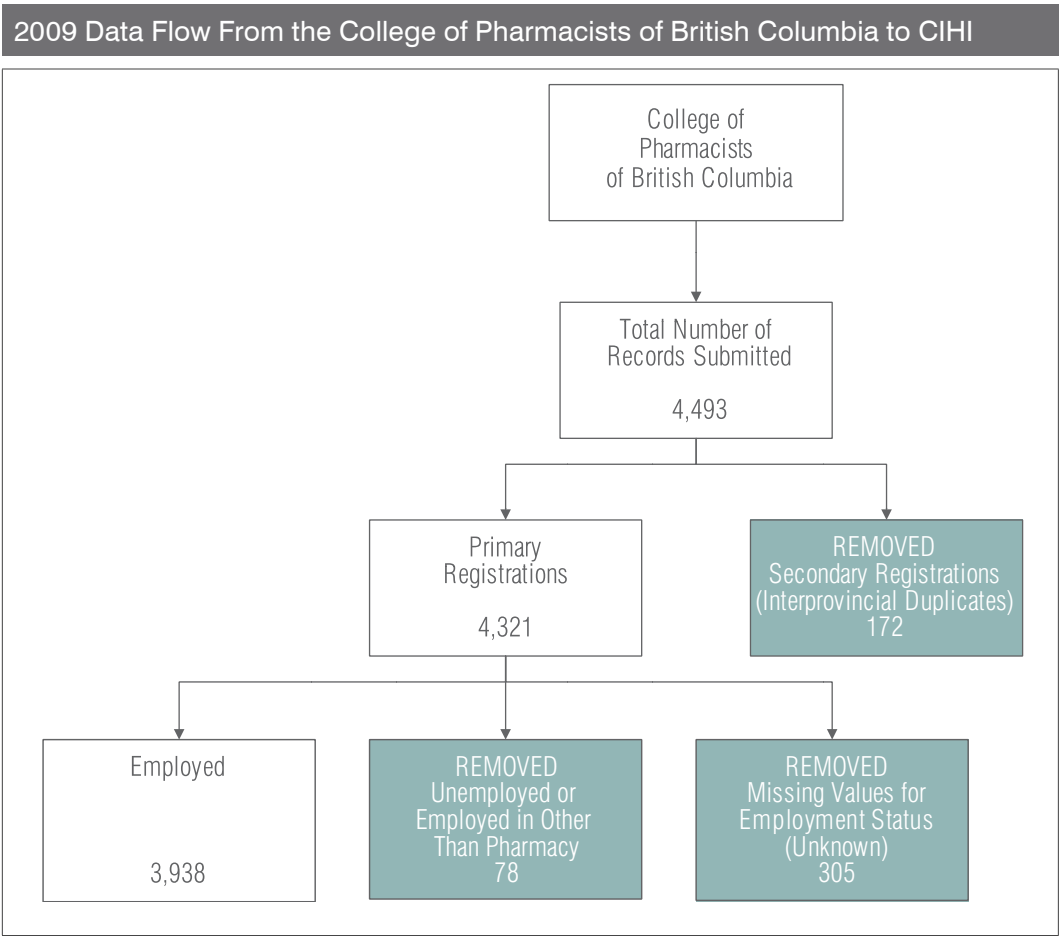 2009 Data Flow From the College of Pharmacists of British Columbia to CIHI
College of
Pharmacists
of British Columbia
Total Number of
Records Submitted
4,493
Primary
Registrations
4,321
REMOVED
Secondary Registrations
(Interprovincial Duplicates)
172
Employed
3,938
REMOVED
Unemployed or
Employed in Other
Than Pharmacy
78
REMOVED
Missing Values for
Employment Status
(Unknown)
305